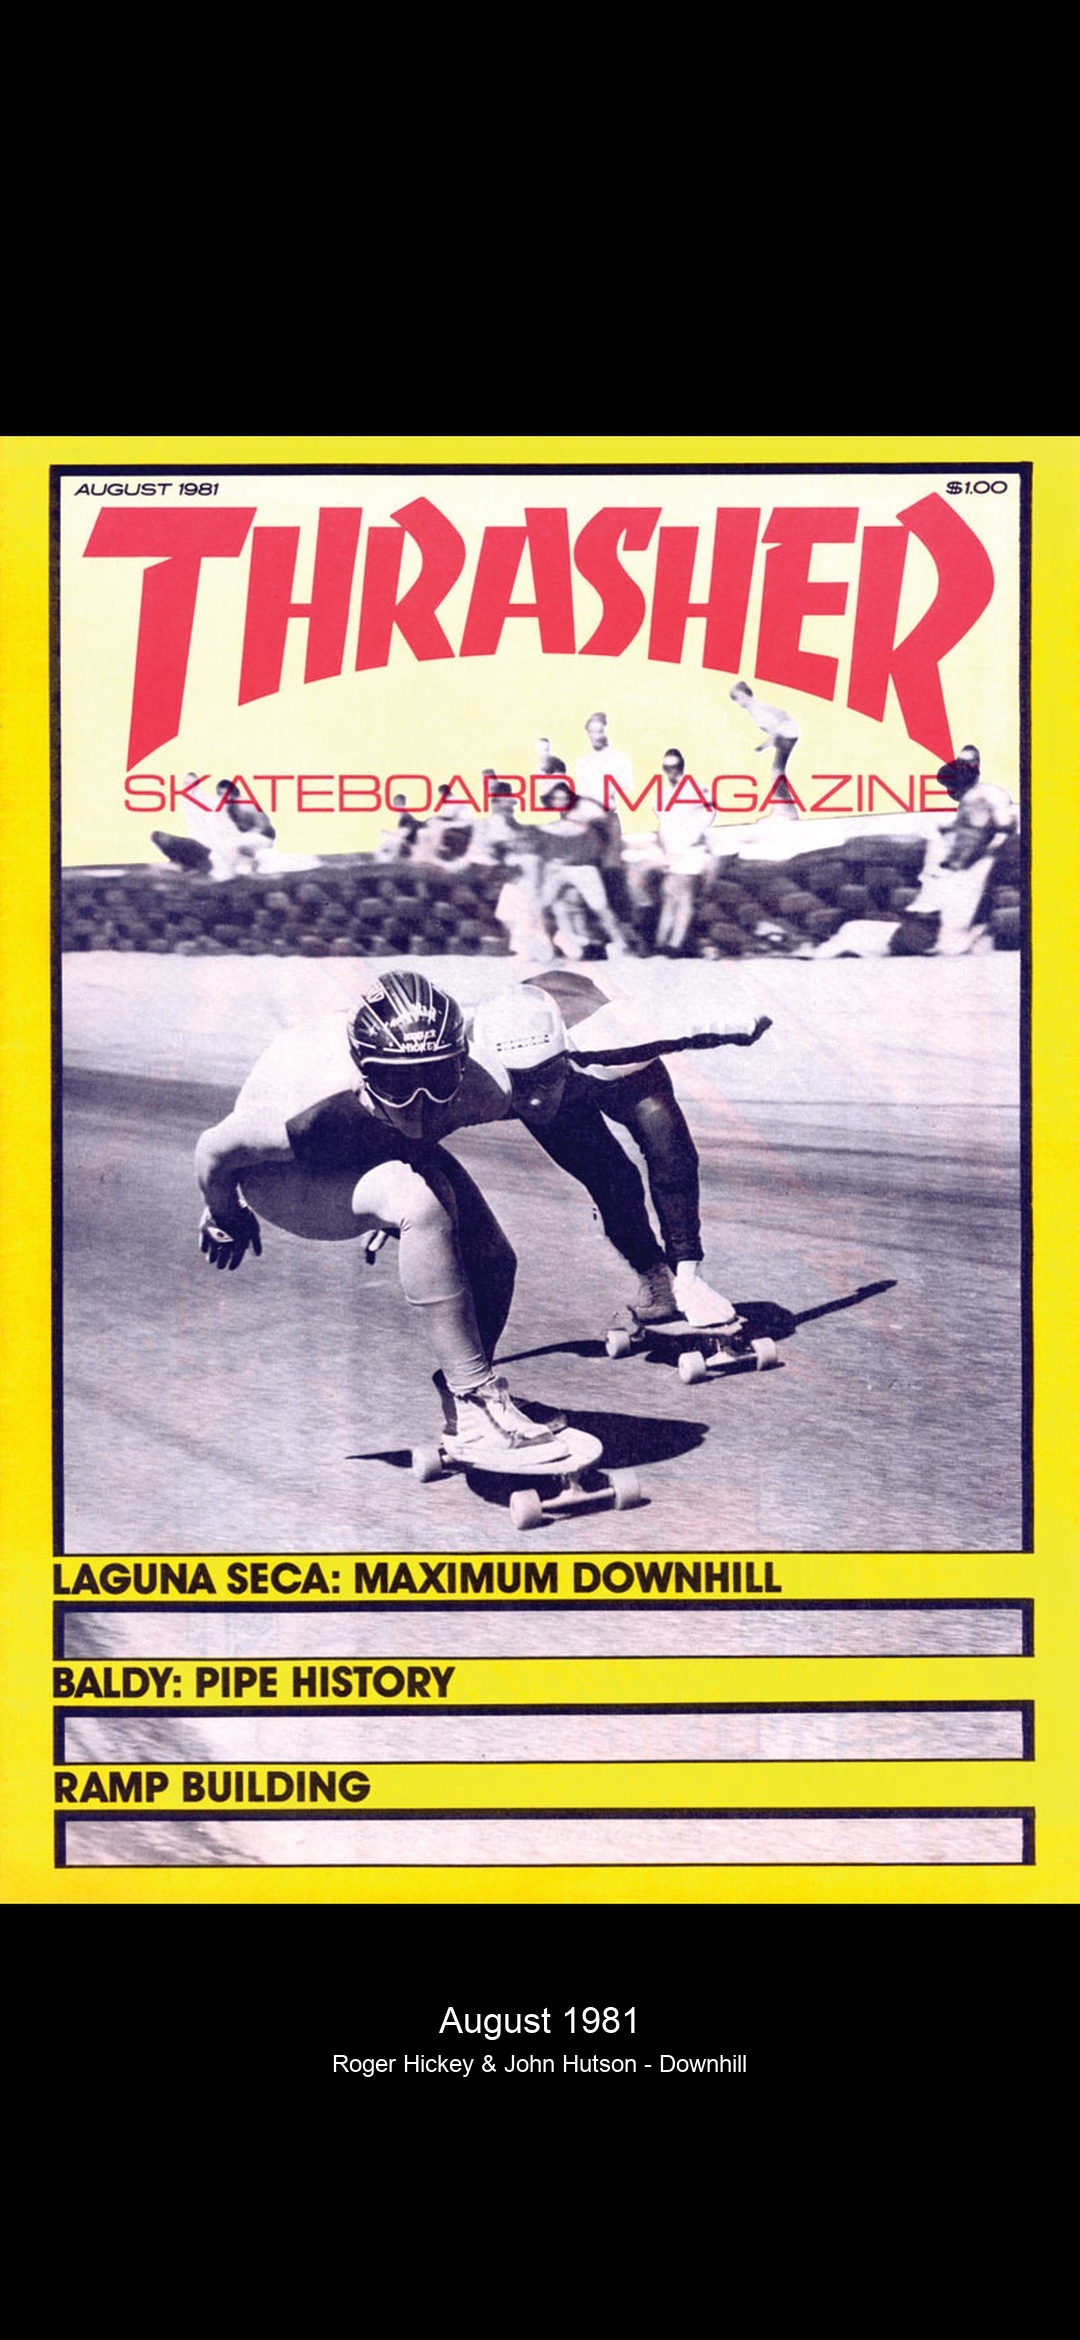 AUGUST 1981 $1.00
THRASHER
SKATEBOARD MAGAZINE
HICKEY
LAGUNA SECA: MAXIMUM DOWNHILL
BALDY: PIPE HISTORY
RAMP BUILDING
August 1981
Roger Hickey & John Hutson - Downhill